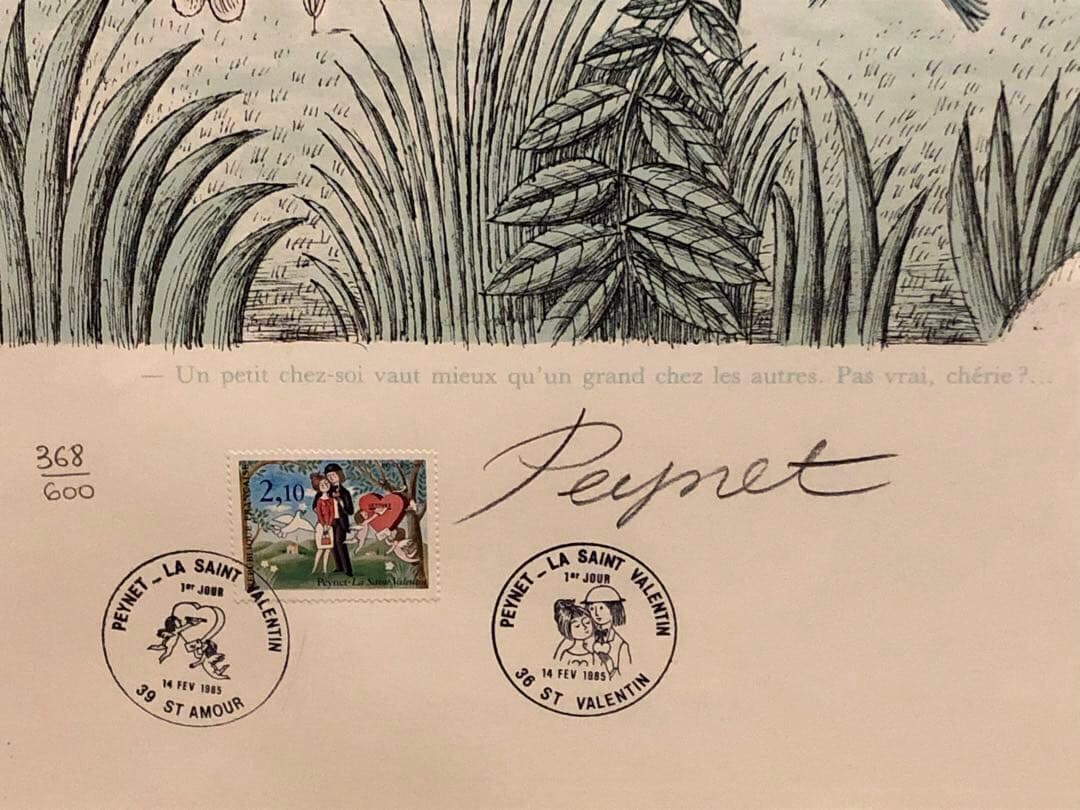 — Un petit chez-soi vaut mieux qu'un grand chez les autres. Pas vrai, chérie ?...
368
600
Peynet
2,10
RÉPUBLIQUE FRANÇAISE
Peynet-La Saint-Valentin
PEYNET – LA SAINT VALENTIN
1er JOUR
14 FEV 1985
39 ST AMOUR
PEYNET – LA SAINT VALENTIN
1er JOUR
14 FEV 1985
36 ST VALENTIN